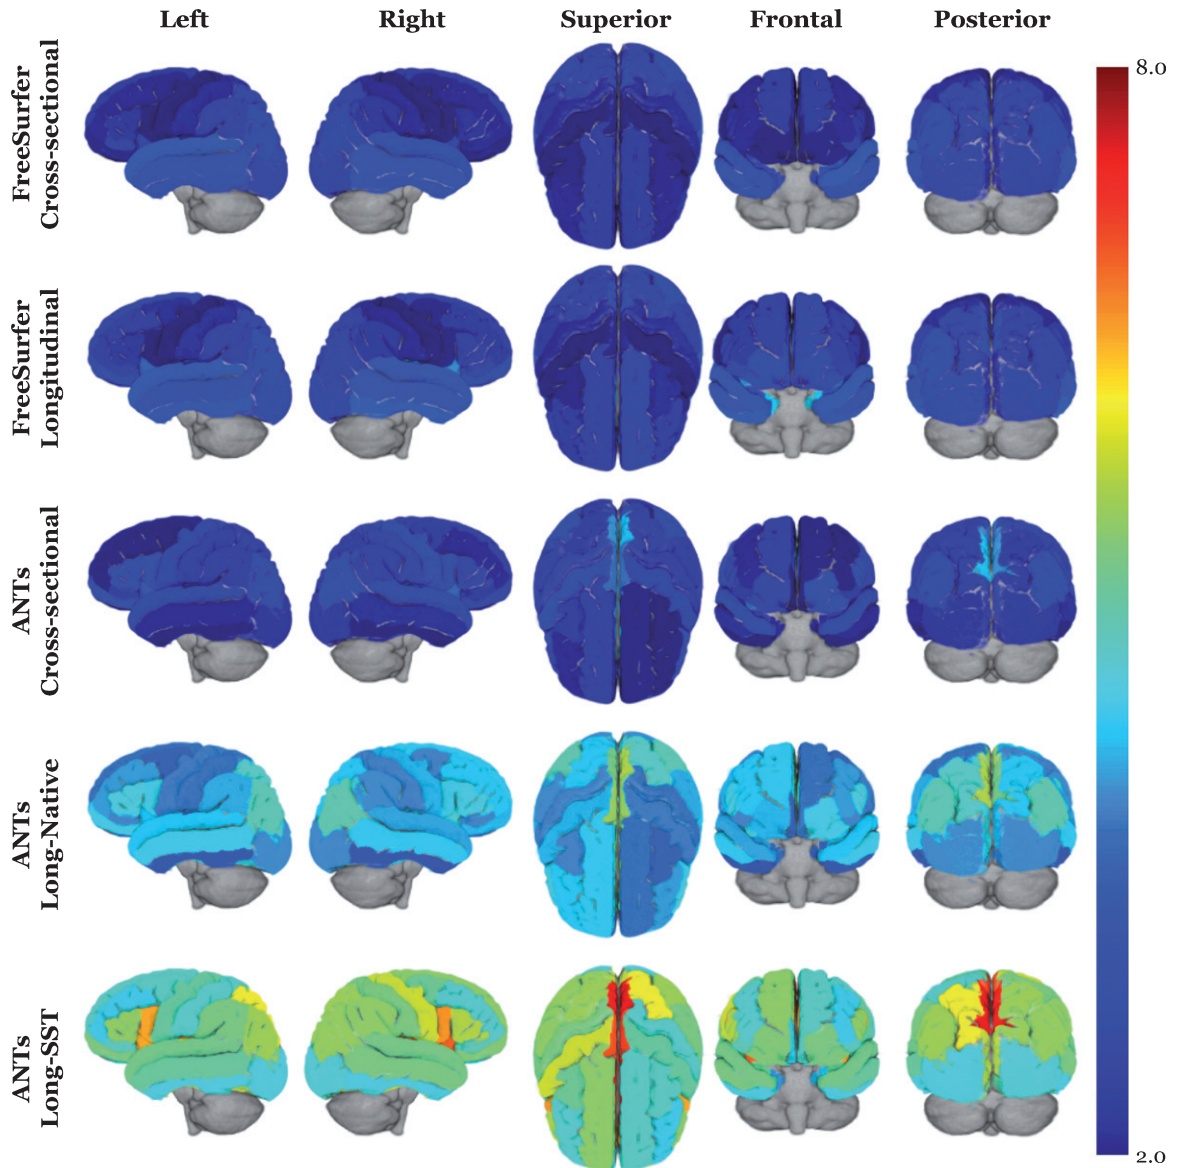 Left Right Superior Frontal Posterior
8.0
FreeSurfer
Cross-sectional
FreeSurfer
Longitudinal
ANTs
Cross-sectional
ANTs
Long-Native
ANTs
Long-SST
2.0